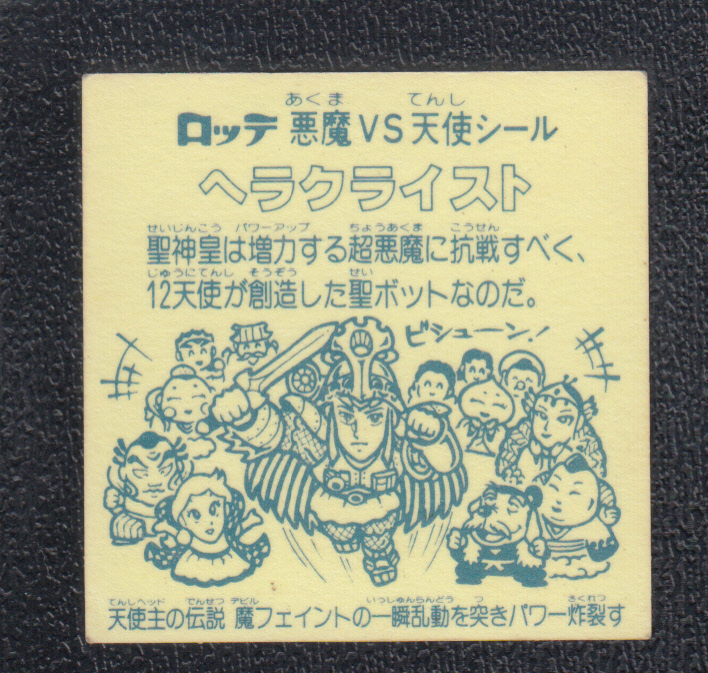 あくま てんし
ロッテ 悪魔VS天使シール
ヘラクライスト
せいじんこう パワーアップ ちょうあくま こうせん
聖神皇は増力する超悪魔に抗戦すべく、
じゅうにてんし そうぞう せい
12天使が創造した聖ボットなのだ。
ビシューン!
てんしヘッド でんせつ デビル いっしゅんらんどう つ さくれつ
天使主の伝説 魔フェイントの一瞬乱動を突きパワー炸裂す